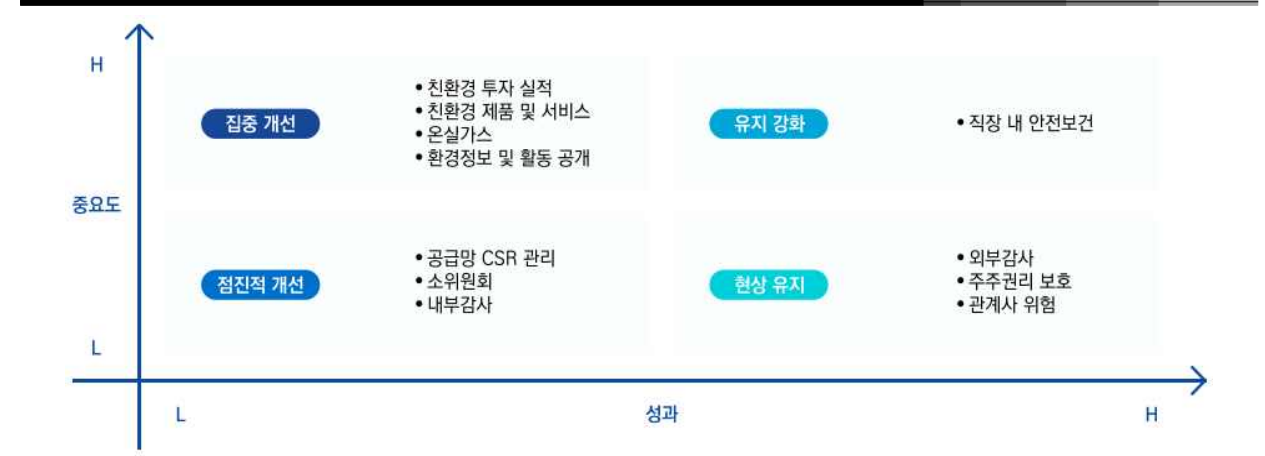 H
집중 개선
• 친환경 투자 실적
• 친환경 제품 및 서비스
• 온실가스
• 환경정보 및 활동 공개
유지 강화
• 직장 내 안전보건
중요도
점진적 개선
• 공급망 CSR 관리
• 소위원회
• 내부감사
현상 유지
• 외부감사
• 주주권리 보호
• 관계사 위험
L
L
성과
H